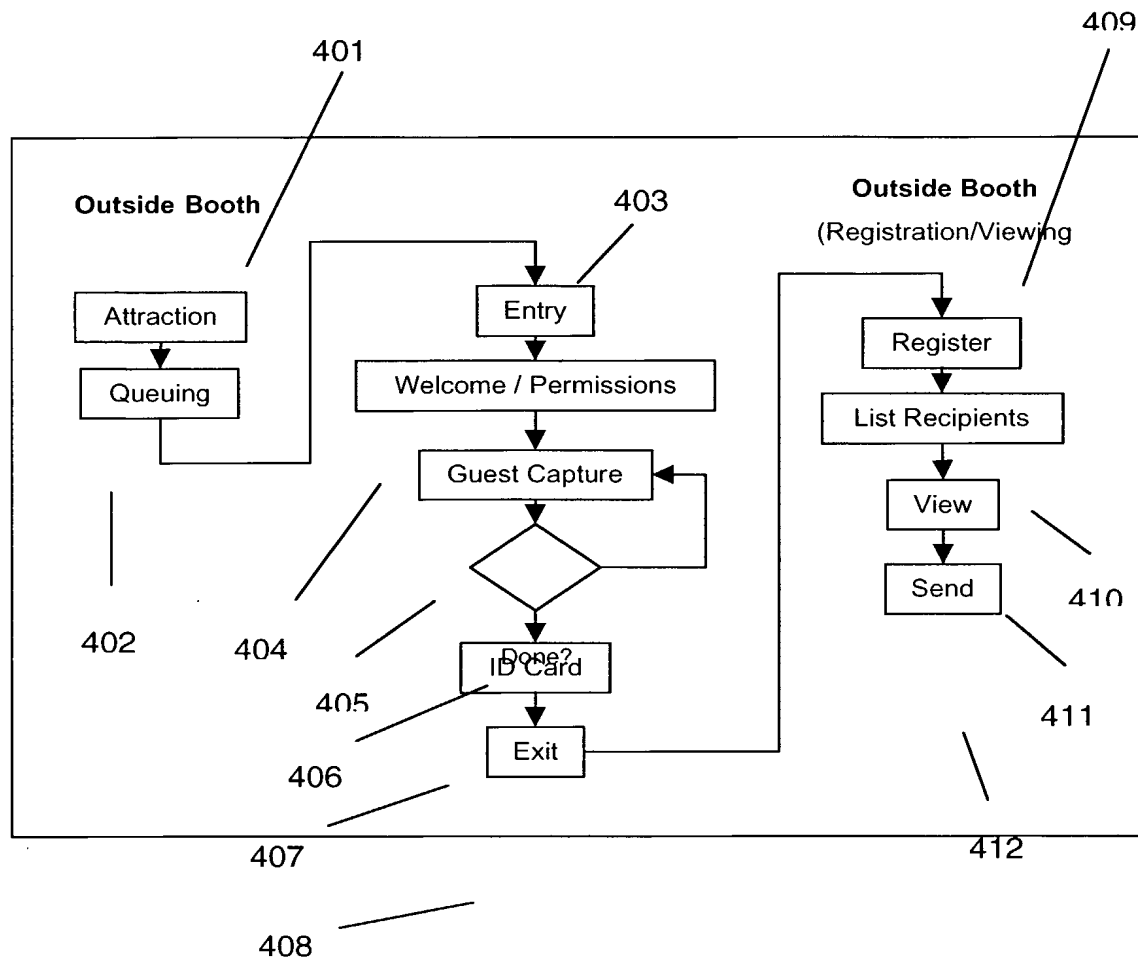 401
409
Outside Booth
Attraction
Queuing
402
403
Entry
Welcome / Permissions
Guest Capture
Done?
ID Card
Exit
404
405
406
407
408
Outside Booth
(Registration/Viewing
Register
List Recipients
View
Send
410
411
412